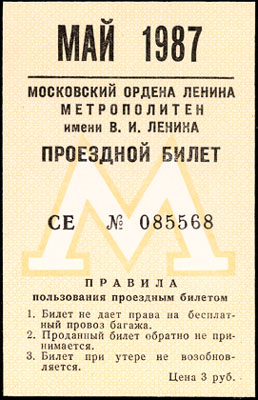 МАЙ 1987
МОСКОВСКИЙ ОРДЕНА ЛЕНИНА
МЕТРОПОЛИТЕН
имени В. И. ЛЕНИНА
ПРОЕЗДНОЙ БИЛЕТ
М
СЕ № 085568
ПРАВИЛА
пользования проездным билетом
1. Билет не дает права на бесплат-
ный провоз багажа.
2. Проданный билет обратно не при-
нимается.
3. Билет при утере не возобнов-
ляется.
Цена 3 руб.